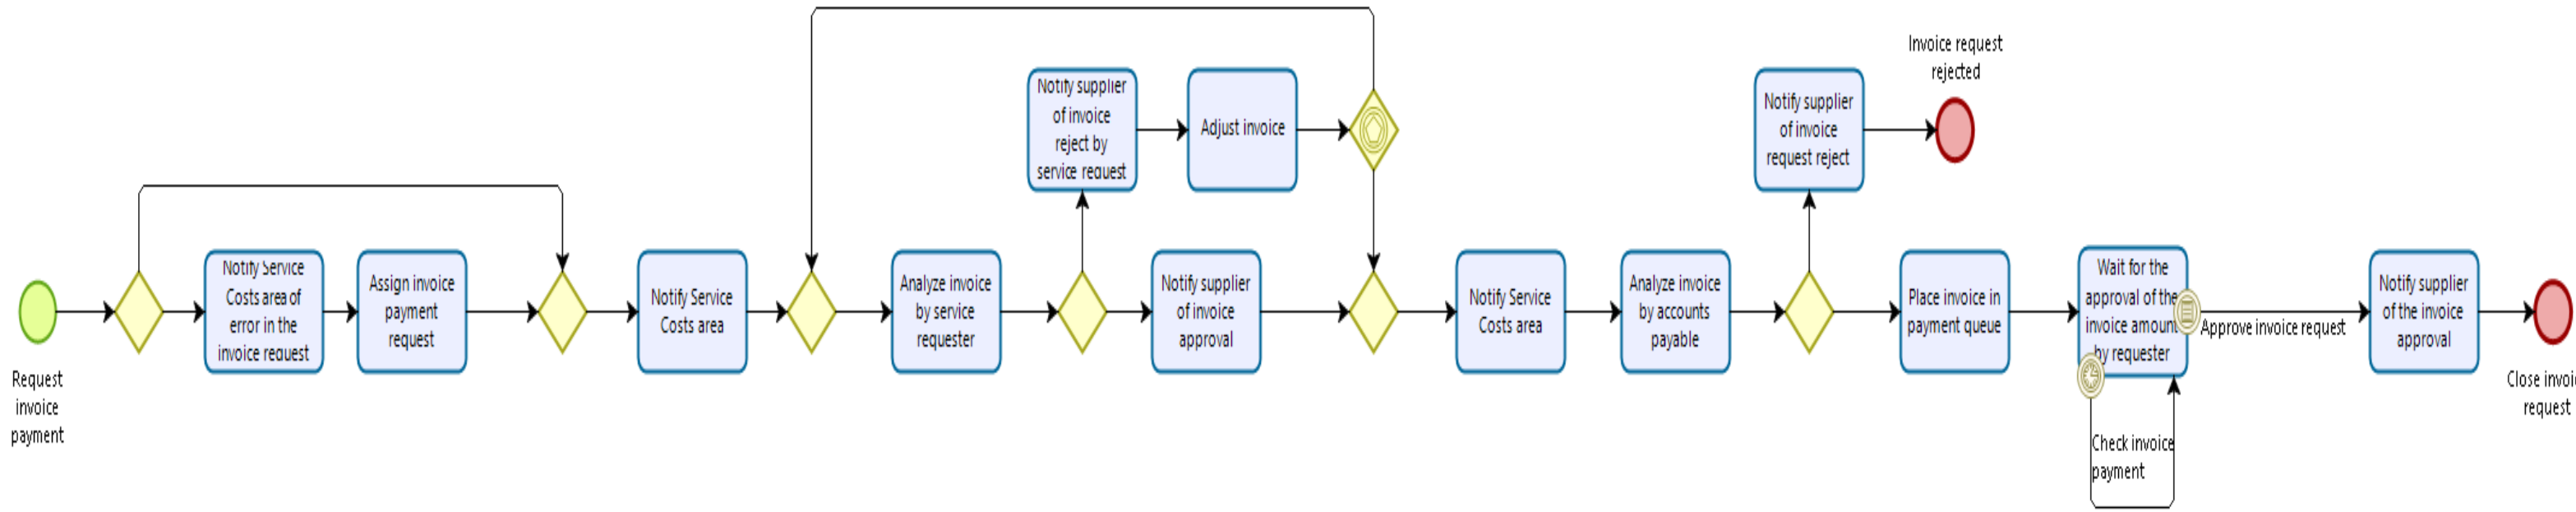 Request
invoice
payment
Notify Service
Costs area of
error in the
invoice request
Assign invoice
payment
request
Notify Service
Costs area
Analyze invoice
by service
requester
Notify supplier
of invoice
reject by
service request
Adjust invoice
Notify supplier
of invoice
approval
Notify Service
Costs area
Analyze invoice
by accounts
payable
Notify supplier
of invoice
request reject
Invoice request
rejected
Place invoice in
payment queue
Wait for the
approval of the
invoice amount
by requester
Check invoice
payment
Approve invoice request
Notify supplier
of the invoice
approval
Close invoi
request